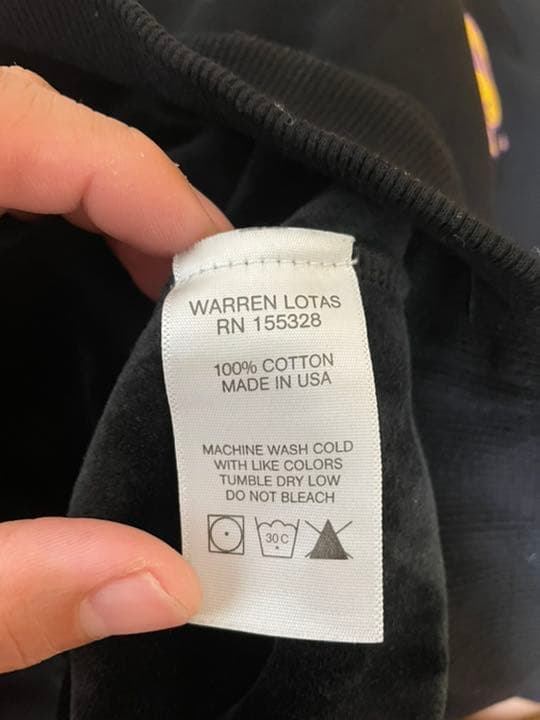 WARREN LOTAS
RN 155328
100% COTTON
MADE IN USA
MACHINE WASH COLD
WITH LIKE COLORS
TUMBLE DRY LOW
DO NOT BLEACH
30 C